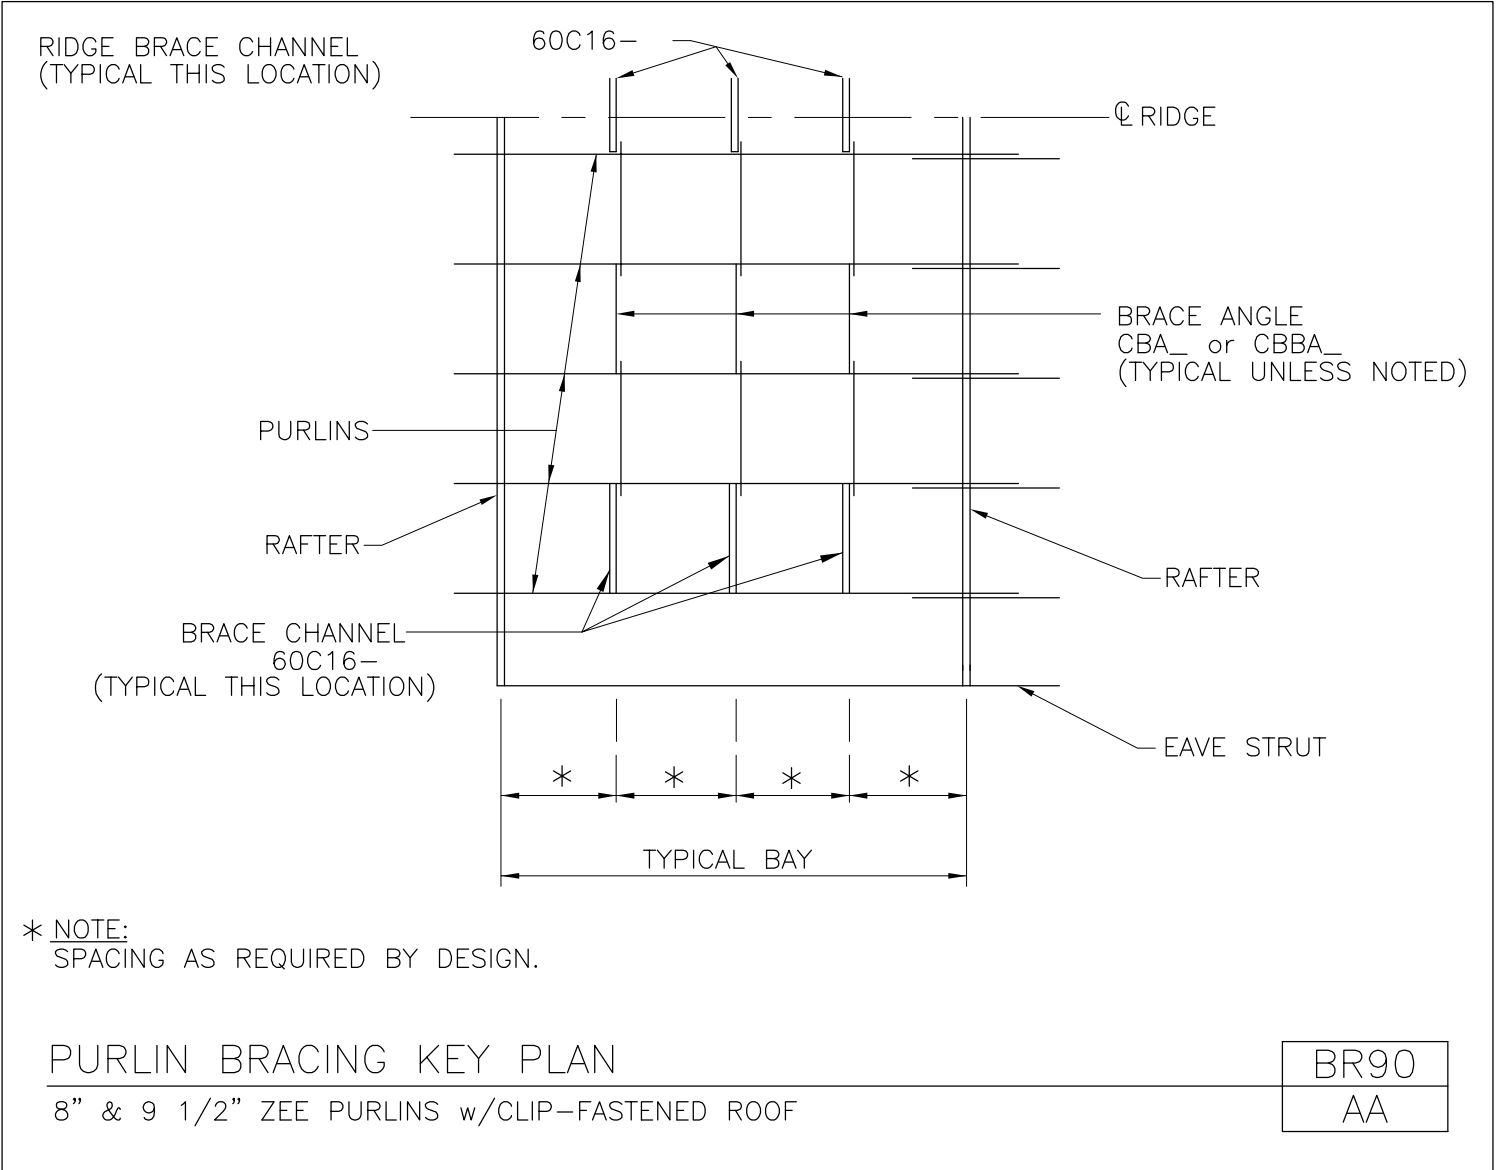 RIDGE BRACE CHANNEL
(TYPICAL THIS LOCATION)
60C16-
℄ RIDGE
BRACE ANGLE
CBA_ or CBBA_
(TYPICAL UNLESS NOTED)
PURLINS
RAFTER
RAFTER
BRACE CHANNEL
60C16-
(TYPICAL THIS LOCATION)
EAVE STRUT
* * * *
TYPICAL BAY
* NOTE:
SPACING AS REQUIRED BY DESIGN.
PURLIN BRACING KEY PLAN
8" & 9 1/2" ZEE PURLINS w/CLIP-FASTENED ROOF
BR90
AA